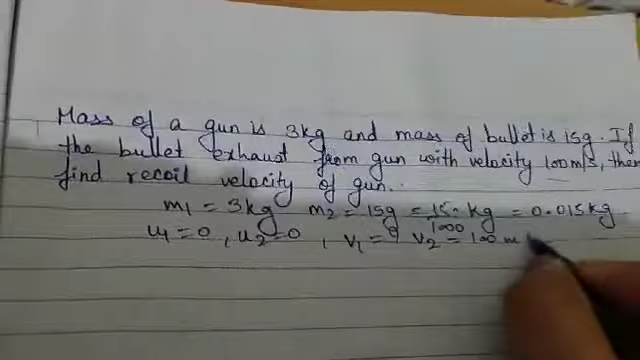 Mass of a gun is 3kg and mass of bullet is 15g. If
the bullet exhaust from gun with velocity 100m/s, then
find recoil velocity of gun.
m1 = 3kg m2 = 15g = 15/1000 kg = 0.015kg
u1 = 0, u2 = 0, v1 = ? v2 = 100 m